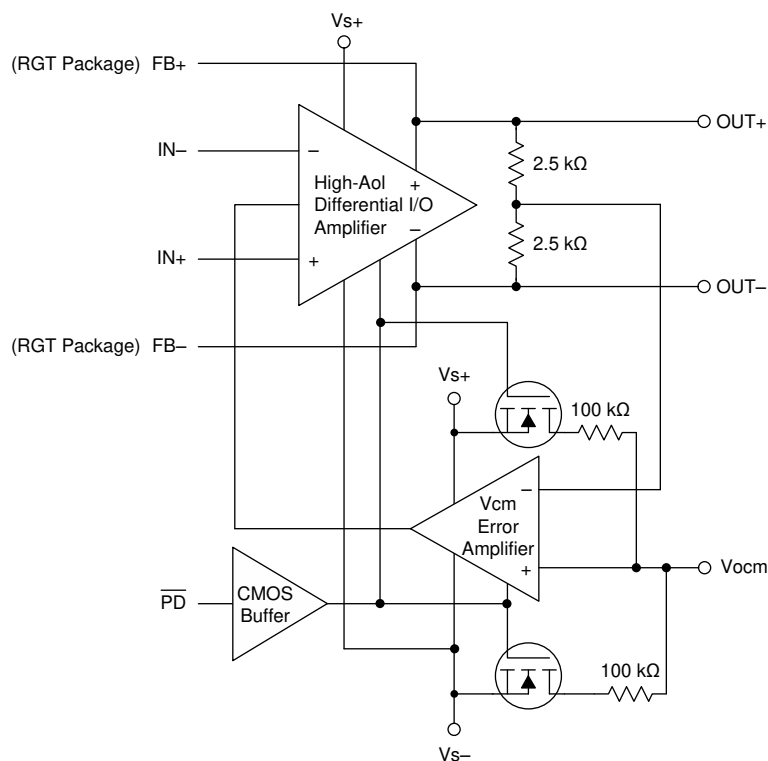 Vs+
(RGT Package) FB+
OUT+
IN–
–
2.5 kΩ
High-Aol
Differential I/O
Amplifier
+
–
2.5 kΩ
IN+
+
OUT–
(RGT Package) FB–
Vs+
100 kΩ
–
Vcm
Error
Amplifier
+
Vocm
PD
CMOS
Buffer
100 kΩ
Vs–